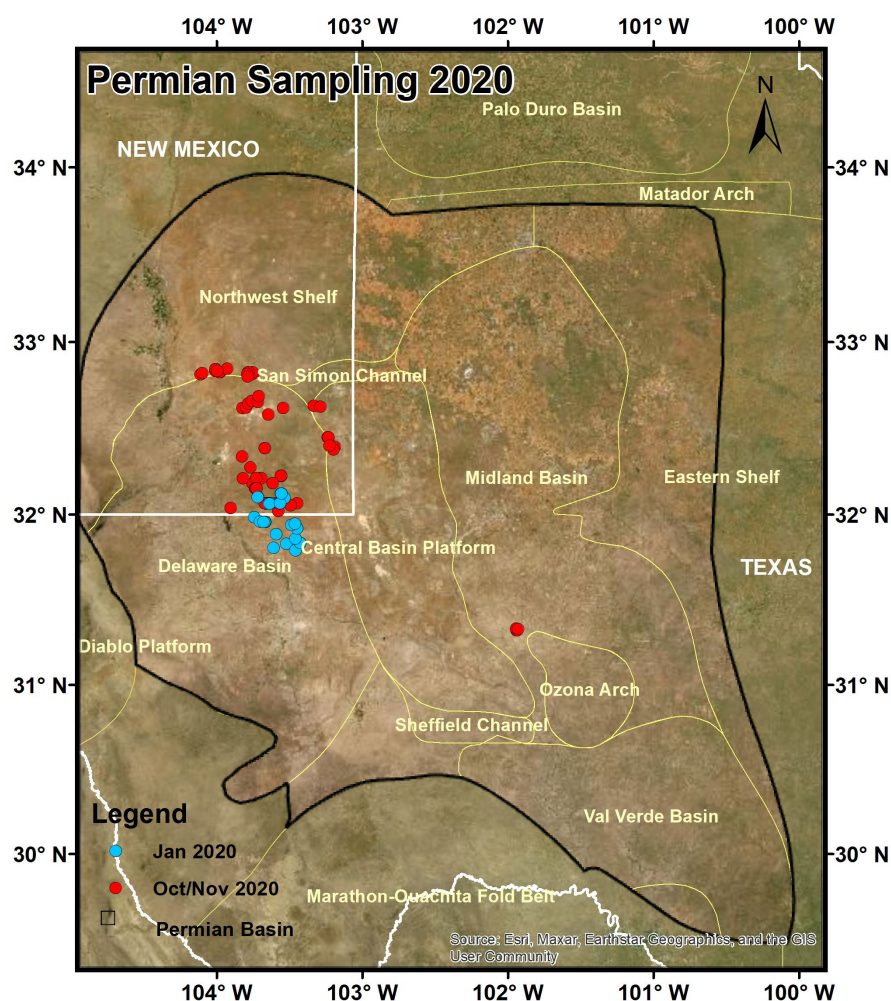 104° W 103° W 102° W 101° W 100° W
Permian Sampling 2020
N
Palo Duro Basin
NEW MEXICO
34° N 34° N
Matador Arch
Northwest Shelf
33° N 33° N
San Simon Channel
Midland Basin
Eastern Shelf
32° N 32° N
Central Basin Platform
Delaware Basin
TEXAS
Diablo Platform
31° N 31° N
Ozona Arch
Sheffield Channel
Legend
Val Verde Basin
Jan 2020
30° N 30° N
Oct/Nov 2020
Marathon-Ouachita Fold Belt
Permian Basin
Source: Esri, Maxar, Earthstar Geographics, and the GIS
User Community
104° W 103° W 102° W 101° W 100° W